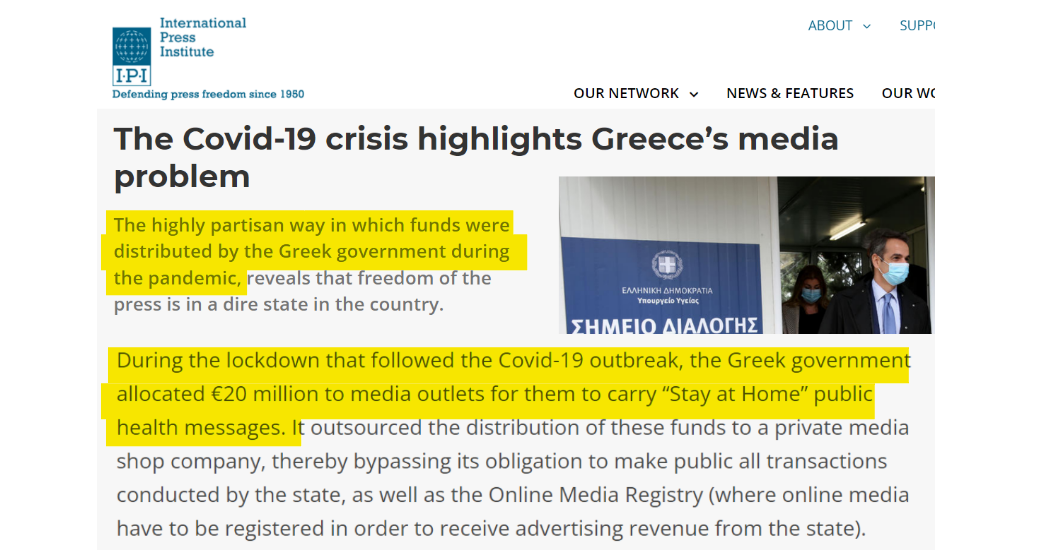 International
Press
Institute
I·P·I
Defending press freedom since 1950
ABOUT
SUPPO
OUR NETWORK
NEWS & FEATURES
OUR WO
The Covid-19 crisis highlights Greece’s media
problem
The highly partisan way in which funds were
distributed by the Greek government during
the pandemic, reveals that freedom of the
press is in a dire state in the country.
ΕΛΛΗΝΙΚΗ ΔΗΜΟΚΡΑΤΙΑ
Υπουργείο Υγείας
ΣΗΜΕΙΟ ΔΙΑΛΟΓΗΣ
During the lockdown that followed the Covid-19 outbreak, the Greek government
allocated €20 million to media outlets for them to carry “Stay at Home” public
health messages. It outsourced the distribution of these funds to a private media
shop company, thereby bypassing its obligation to make public all transactions
conducted by the state, as well as the Online Media Registry (where online media
have to be registered in order to receive advertising revenue from the state).